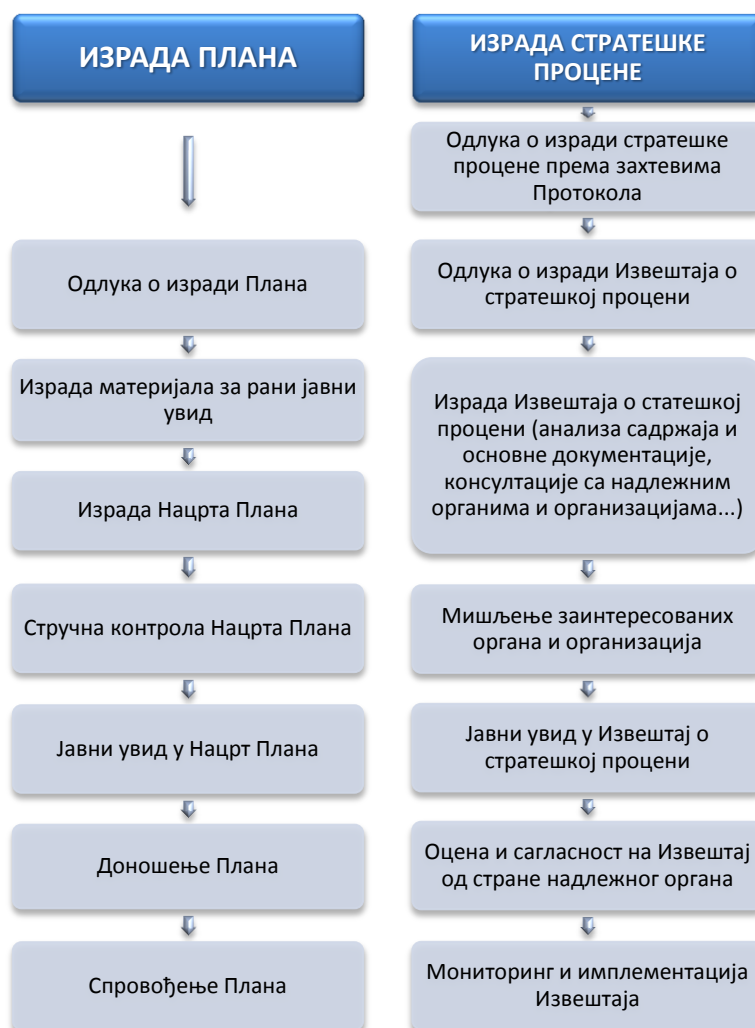 ИЗРАДА ПЛАНА
Одлука о изради Плана
Израда материјала за рани јавни
увид
Израда Нацрта Плана
Стручна контрола Нацрта Плана
Јавни увид у Нацрт Плана
Доношење Плана
Спровођење Плана
ИЗРАДА СТРАТЕШКЕ
ПРОЦЕНЕ
Одлука о изради стратешке
процене према захтевима
Протокола
Одлука о изради Извештаја о
стратешкој процени
Израда Извештаја о статешкој
процени (анализа садржаја и
основне документације,
консултације са надлежним
органима и организацијама...)
Мишљење заинтересованих
органа и организација
Јавни увид у Извештај о
стратешкој процени
Оцена и сагласност на Извештај
од стране надлежног органа
Мониторинг и имплементација
Извештаја